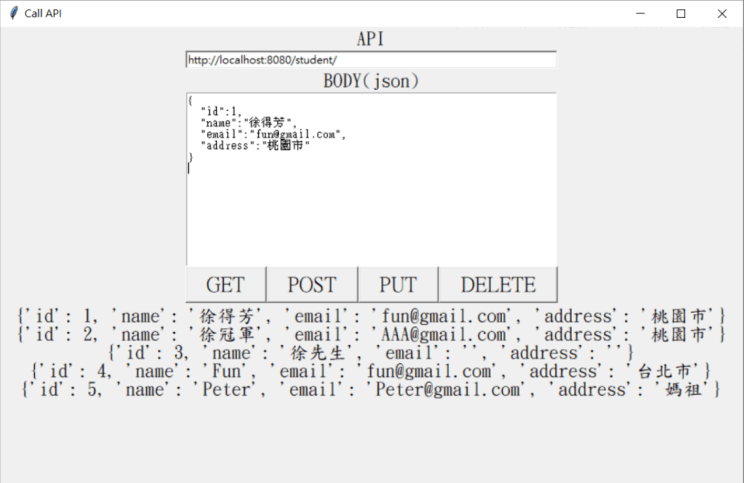 Call API
API
http://localhost:8080/student/
BODY(json)
{
"id":1,
"name":"徐得芳",
"email":"fun@gmail.com",
"address":"桃園市"
}
GET POST PUT DELETE
{'id': 1, 'name': '徐得芳', 'email': 'fun@gmail.com', 'address': '桃園市'}
{'id': 2, 'name': '徐冠軍', 'email': 'AAA@gmail.com', 'address': '桃園市'}
{'id': 3, 'name': '徐先生', 'email': '', 'address': ''}
{'id': 4, 'name': 'Fun', 'email': 'fun@gmail.com', 'address': '台北市'}
{'id': 5, 'name': 'Peter', 'email': 'Peter@gmail.com', 'address': '媽祖'}